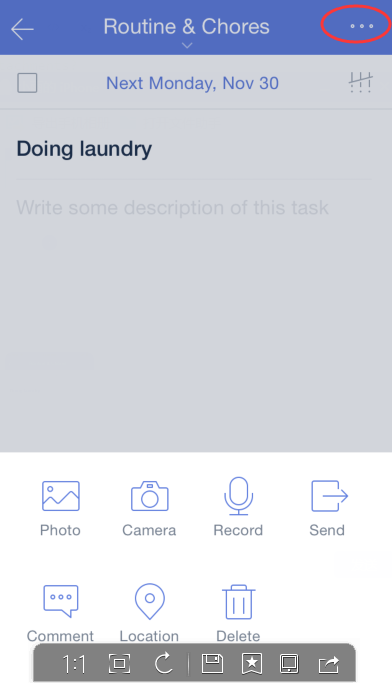 Routine & Chores
Next Monday, Nov 30
Doing laundry
Write some description of this task
Photo Camera Record Send
Comment Location Delete
1:1